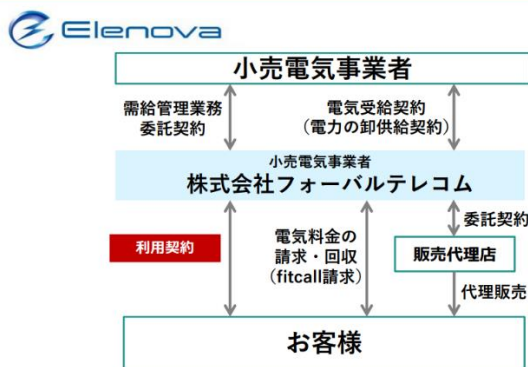 Elenova
小売電気事業者
需給管理業務
委託契約
電気受給契約
（電力の卸供給契約）
小売電気事業者
株式会社フォーバルテレコム
利用契約
電気料金の
請求・回収
（fitcall請求）
委託契約
販売代理店
代理販売
お客様